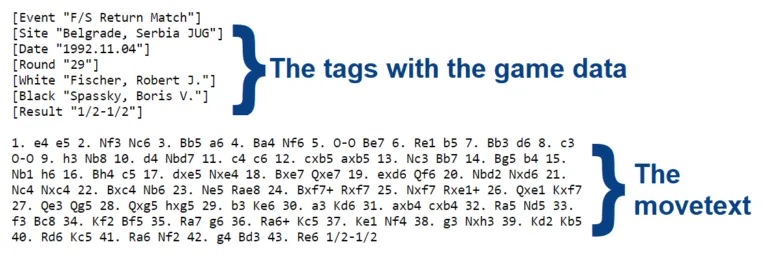 [Event "F/S Return Match"]
[Site "Belgrade, Serbia JUG"]
[Date "1992.11.04"]
[Round "29"]
[White "Fischer, Robert J."]
[Black "Spassky, Boris V."]
[Result "1/2-1/2"]
The tags with the game data
1. e4 e5 2. Nf3 Nc6 3. Bb5 a6 4. Ba4 Nf6 5. O-O Be7 6. Re1 b5 7. Bb3 d6 8. c3
O-O 9. h3 Nb8 10. d4 Nbd7 11. c4 c6 12. cxb5 axb5 13. Nc3 Bb7 14. Bg5 b4 15.
Nb1 h6 16. Bh4 c5 17. dxe5 Nxe4 18. Bxe7 Qxe7 19. exd6 Qf6 20. Nbd2 Nxd6 21.
Nc4 Nxc4 22. Bxc4 Nb6 23. Ne5 Rae8 24. Bxf7+ Rxf7 25. Nxf7 Rxe1+ 26. Qxe1 Kxf7
27. Qe3 Qg5 28. Qxg5 hxg5 29. b3 Ke6 30. a3 Kd6 31. axb4 cxb4 32. Ra5 Nd5 33.
f3 Bc8 34. Kf2 Bf5 35. Ra7 g6 36. Ra6+ Kc5 37. Ke1 Nf4 38. g3 Nxh3 39. Kd2 Kb5
40. Rd6 Kc5 41. Ra6 Nf2 42. g4 Bd3 43. Re6 1/2-1/2
The
movetext